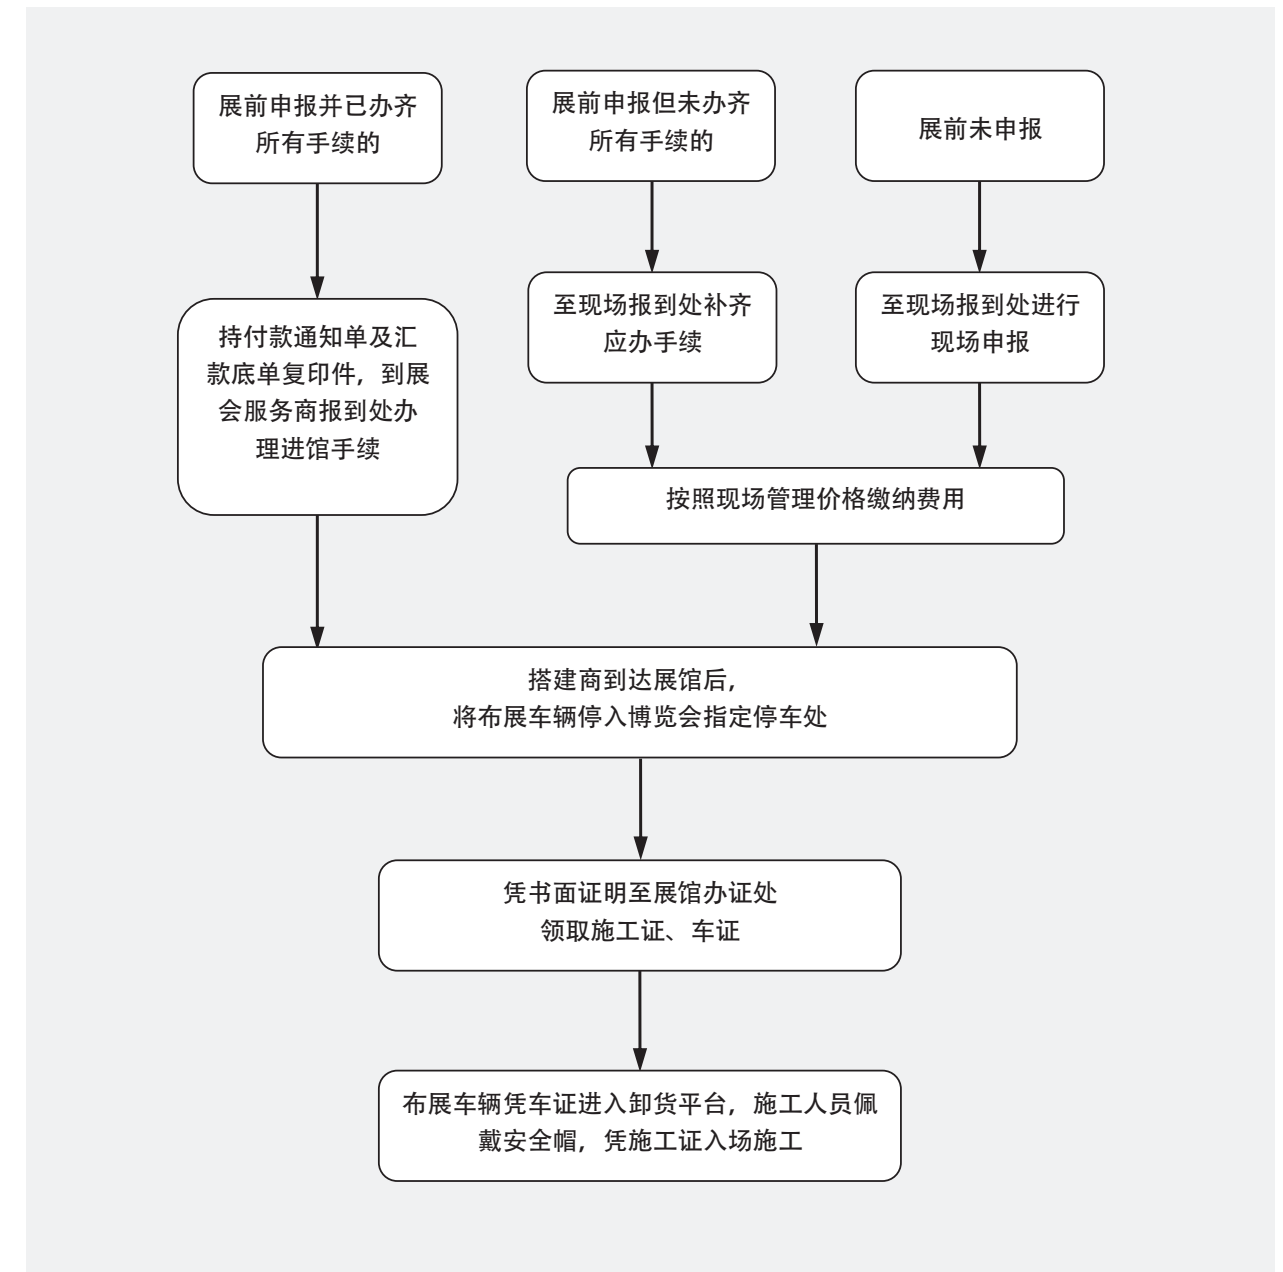 展前申报并已办齐
所有手续的
展前申报但未办齐
所有手续的
展前未申报
持付款通知单及汇
款底单复印件，到展
会服务商报到处办
理进馆手续
至现场报到处补齐
应办手续
至现场报到处进行
现场申报
按照现场管理价格缴纳费用
搭建商到达展馆后，
将布展车辆停入博览会指定停车处
凭书面证明至展馆办证处
领取施工证、车证
布展车辆凭车证进入卸货平台，施工人员佩
戴安全帽，凭施工证入场施工